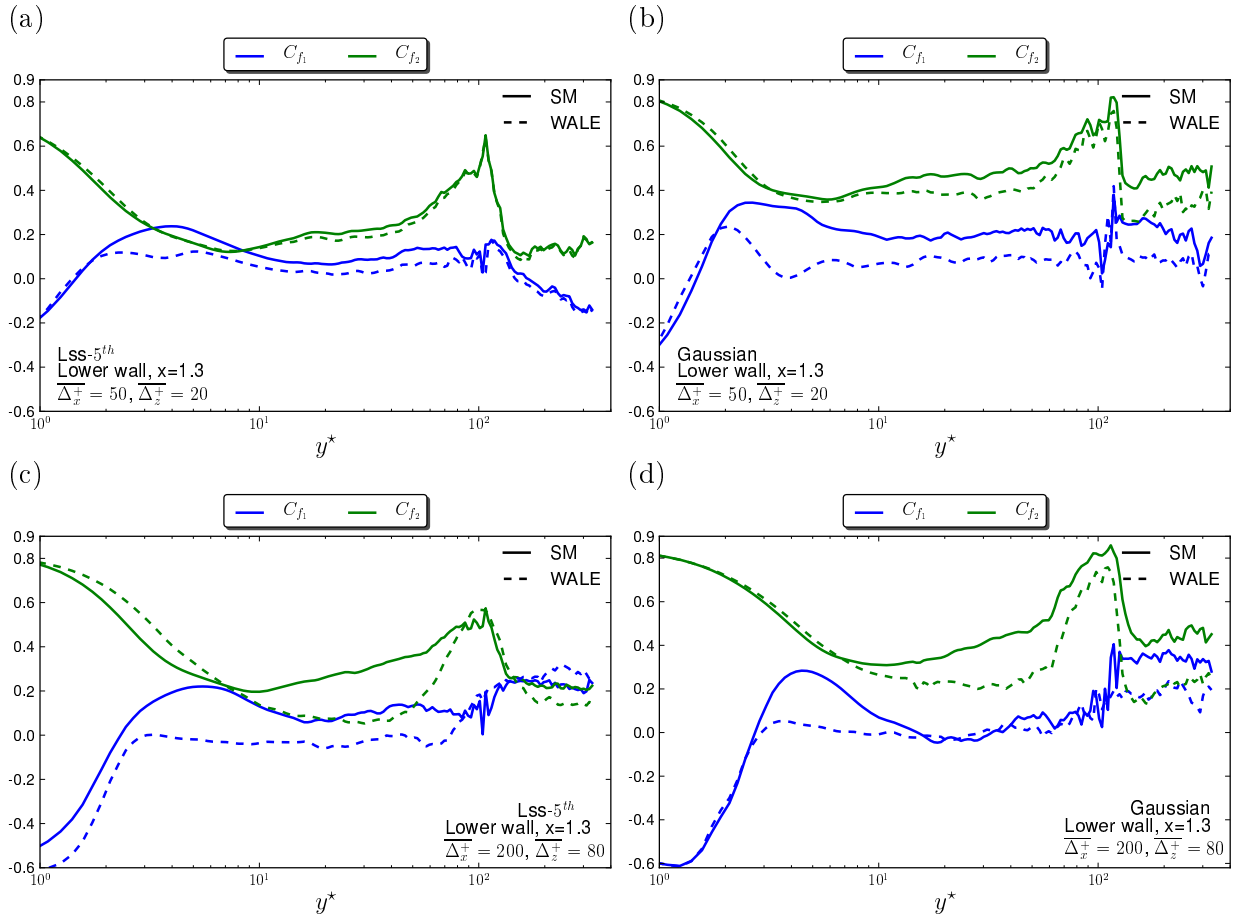 (a)
C_{f_1} C_{f_2}
0.9
0.8
0.6
0.4
0.2
0.0
-0.2
-0.4
-0.6
SM
WALE
Lss-5^{th}
Lower wall, x=1.3
\overline{Δ_x^+} = 50, \overline{Δ_z^+} = 20
10^0 10^1 10^2
y^⋆
(b)
C_{f_1} C_{f_2}
0.9
0.8
0.6
0.4
0.2
0.0
-0.2
-0.4
-0.6
SM
WALE
Gaussian
Lower wall, x=1.3
\overline{Δ_x^+} = 50, \overline{Δ_z^+} = 20
10^0 10^1 10^2
y^⋆
(c)
C_{f_1} C_{f_2}
0.9
0.8
0.6
0.4
0.2
0.0
-0.2
-0.4
-0.6
SM
WALE
Lss-5^{th}
Lower wall, x=1.3
\overline{Δ_x^+} = 200, \overline{Δ_z^+} = 80
10^0 10^1 10^2
y^⋆
(d)
C_{f_1} C_{f_2}
0.9
0.8
0.6
0.4
0.2
0.0
-0.2
-0.4
-0.6
SM
WALE
Gaussian
Lower wall, x=1.3
\overline{Δ_x^+} = 200, \overline{Δ_z^+} = 80
10^0 10^1 10^2
y^⋆